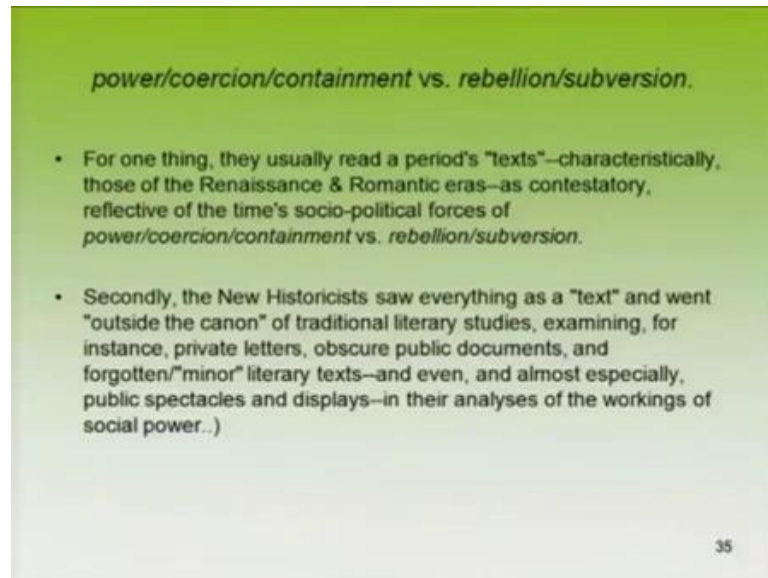 power/coercion/containment vs. rebellion/subversion.
• For one thing, they usually read a period's "texts"--characteristically,
those of the Renaissance & Romantic eras--as contestatory,
reflective of the time's socio-political forces of
power/coercion/containment vs. rebellion/subversion.
• Secondly, the New Historicists saw everything as a "text" and went
"outside the canon" of traditional literary studies, examining, for
instance, private letters, obscure public documents, and
forgotten/"minor" literary texts--and even, and almost especially,
public spectacles and displays--in their analyses of the workings of
social power..)
35